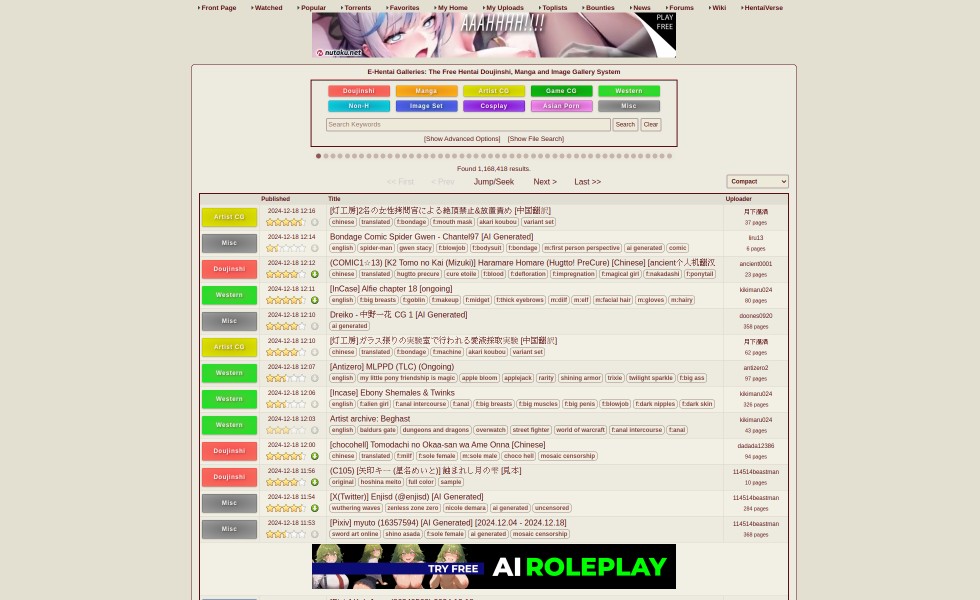 Front Page Watched Popular Torrents Favorites My Home My Uploads Toplists Bounties News Forums Wiki HentaiVerse
AAAHHHH!!!!
PLAY
FREE
nutaku.net
E-Hentai Galleries: The Free Hentai Doujinshi, Manga and Image Gallery System
Doujinshi Manga Artist CG Game CG Western
Non-H Image Set Cosplay Asian Porn Misc
Search Keywords Search Clear
[Show Advanced Options] [Show File Search]
Found 1,168,418 results.
<< First < Prev Jump/Seek Next > Last >> Compact
Published Title Uploader
Artist CG 2024-12-18 12:16 [灯工房]2名の女性拷問官による絶頂禁止&放置責め [中国翻訳] 月下風酒
chinese translated f:bondage f:mouth mask akari koubou variant set 37 pages
Misc 2024-12-18 12:14 Bondage Comic Spider Gwen - Chantel97 [AI Generated] liru13
english spider-man gwen stacy f:blowjob f:bodysuit f:bondage m:first person perspective ai generated comic 6 pages
Doujinshi 2024-12-18 12:12 (COMIC1☆13) [K2 Tomo no Kai (Mizuki)] Haramare Homare (Hugtto! PreCure) [Chinese] [ancient个人机翻汉 ancient0001
chinese translated hugtto precure cure etoile f:blood f:defloration f:impregnation f:magical girl f:nakadashi f:ponytail 23 pages
Western 2024-12-18 12:11 [InCase] Alfie chapter 18 [ongoing] kikimaru024
english f:big breasts f:goblin f:makeup f:midget f:thick eyebrows m:dilf m:elf m:facial hair m:gloves m:hairy 80 pages
Misc 2024-12-18 12:10 Dreiko - 中野一花 CG 1 [AI Generated] doones0920
ai generated 358 pages
Artist CG 2024-12-18 12:10 [灯工房]ガラス張りの実験室で行われる愛液採取実験 [中国翻訳] 月下風酒
chinese translated f:bondage f:machine akari koubou variant set 62 pages
Western 2024-12-18 12:07 [Antizero] MLPPD (TLC) (Ongoing) antizero2
english my little pony friendship is magic apple bloom applejack rarity shining armor trixie twilight sparkle f:big ass 97 pages
Western 2024-12-18 12:06 [Incase] Ebony Shemales & Twinks kikimaru024
english f:alien girl f:anal intercourse f:anal f:big breasts f:big muscles f:big penis f:blowjob f:dark nipples f:dark skin 326 pages
Western 2024-12-18 12:03 Artist archive: Beghast kikimaru024
english baldurs gate dungeons and dragons overwatch street fighter world of warcraft f:anal intercourse f:anal 43 pages
Doujinshi 2024-12-18 12:00 [chocohell] Tomodachi no Okaa-san wa Ame Onna [Chinese] dadada12386
chinese translated f:milf f:sole female m:sole male choco hell mosaic censorship 94 pages
Doujinshi 2024-12-18 11:56 (C105) [矢印キー (星名めいと)] 蝕まれし月の雫 [見本] 114514beastman
original hoshina meito full color sample 10 pages
Misc 2024-12-18 11:54 [X(Twitter)] Enjisd (@enjisd) [AI Generated] 114514beastman
wuthering waves zenless zone zero nicole demara ai generated uncensored 284 pages
Misc 2024-12-18 11:53 [Pixiv] myuto (16357594) [AI Generated] [2024.12.04 - 2024.12.18] 114514beastman
sword art online shino asada f:sole female ai generated mosaic censorship 368 pages
TRY FREE AI ROLEPLAY